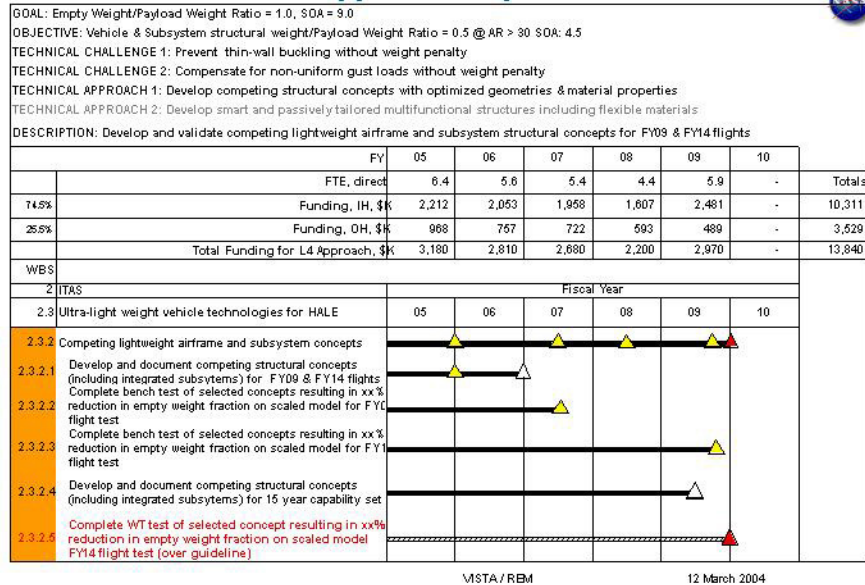 GOAL: Empty Weight/Payload Weight Ratio = 1.0, SOA = 9.0
OBJECTIVE: Vehicle & Subsystem structural weight/Payload Weight Ratio = 0.5 @ AR > 30 SOA: 4.5
TECHNICAL CHALLENGE 1: Prevent thin-wall buckling without weight penalty
TECHNICAL CHALLENGE 2: Compensate for non-uniform gust loads without weight penalty
TECHNICAL APPROACH 1: Develop competing structural concepts with optimized geometries & material properties
TECHNICAL APPROACH 2: Develop smart and passively tailored multifunctional structures including flexible materials
DESCRIPTION: Develop and validate competing lightweight airframe and subsystem structural concepts for FY09 & FY14 flights
FY 05 06 07 08 09 10
FTE, direct 6.4 5.6 5.4 4.4 5.9 - Totals
74.5% Funding, IH, $K 2,212 2,053 1,958 1,607 2,481 - 10,311
25.5% Funding, OH, $K 968 757 722 593 489 - 3,529
Total Funding for L4 Approach, $K 3,180 2,810 2,680 2,200 2,970 - 13,840
WBS
2 ITAS Fiscal Year
2.3 Ultra-light weight vehicle technologies for HALE 05 06 07 08 09 10
2.3.2 Competing lightweight airframe and subsystem concepts
2.3.2.1 Develop and document competing structural concepts
(including integrated subsytems) for FY09 & FY14 flights
2.3.2.2 Complete bench test of selected concepts resulting in xx%
reduction in empty weight fraction on scaled model for
flight test
2.3.2.3 Complete bench test of selected concepts resulting in xx%
reduction in empty weight fraction on scaled model for FY1
flight test
2.3.2.4 Develop and document competing structural concepts
(including integrated subsytems) for 15 year capability set
2.3.2.5 Complete WT test of selected concept resulting in xx%
reduction in empty weight fraction on scaled model
FY14 flight test (over guideline)
VISTA / REM 12 March 2004